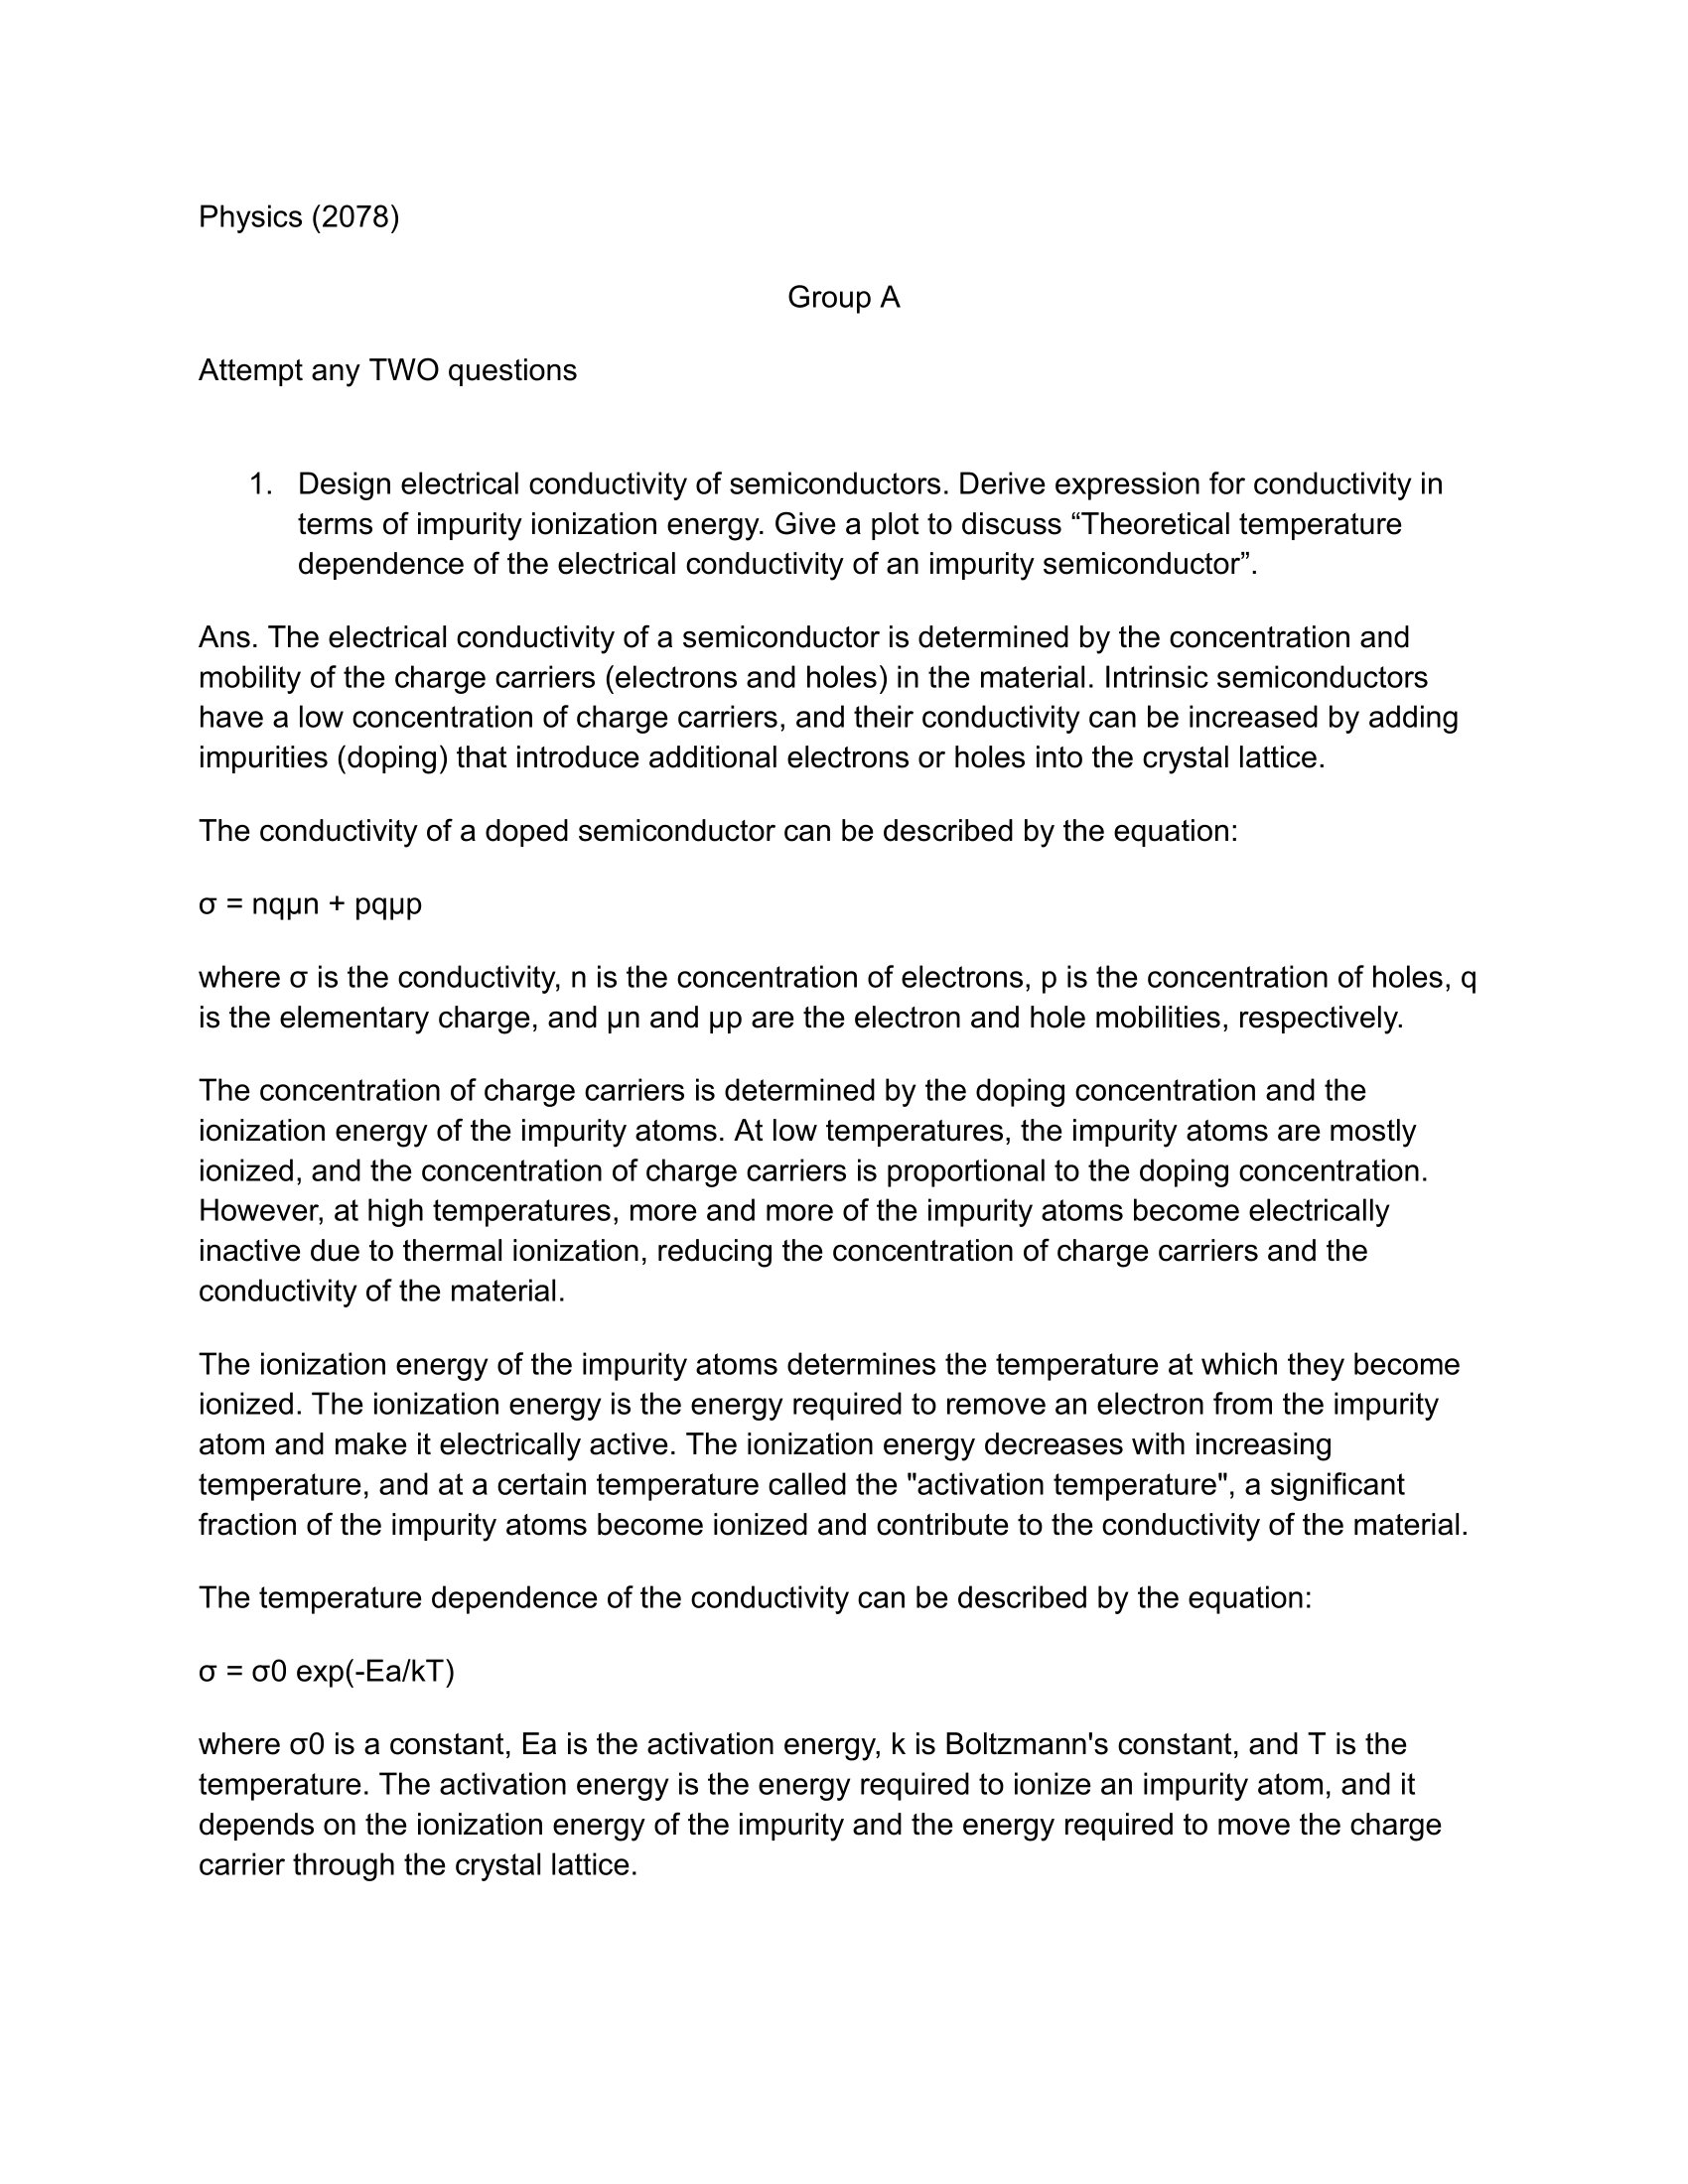 Physics (2078)
Group A
Attempt any TWO questions
1. Design electrical conductivity of semiconductors. Derive expression for conductivity in
terms of impurity ionization energy. Give a plot to discuss “Theoretical temperature
dependence of the electrical conductivity of an impurity semiconductor”.
Ans. The electrical conductivity of a semiconductor is determined by the concentration and
mobility of the charge carriers (electrons and holes) in the material. Intrinsic semiconductors
have a low concentration of charge carriers, and their conductivity can be increased by adding
impurities (doping) that introduce additional electrons or holes into the crystal lattice.
The conductivity of a doped semiconductor can be described by the equation:
σ = nqμn + pqμp
where σ is the conductivity, n is the concentration of electrons, p is the concentration of holes, q
is the elementary charge, and μn and μp are the electron and hole mobilities, respectively.
The concentration of charge carriers is determined by the doping concentration and the
ionization energy of the impurity atoms. At low temperatures, the impurity atoms are mostly
ionized, and the concentration of charge carriers is proportional to the doping concentration.
However, at high temperatures, more and more of the impurity atoms become electrically
inactive due to thermal ionization, reducing the concentration of charge carriers and the
conductivity of the material.
The ionization energy of the impurity atoms determines the temperature at which they become
ionized. The ionization energy is the energy required to remove an electron from the impurity
atom and make it electrically active. The ionization energy decreases with increasing
temperature, and at a certain temperature called the "activation temperature", a significant
fraction of the impurity atoms become ionized and contribute to the conductivity of the material.
The temperature dependence of the conductivity can be described by the equation:
σ = σ0 exp(-Ea/kT)
where σ0 is a constant, Ea is the activation energy, k is Boltzmann's constant, and T is the
temperature. The activation energy is the energy required to ionize an impurity atom, and it
depends on the ionization energy of the impurity and the energy required to move the charge
carrier through the crystal lattice.